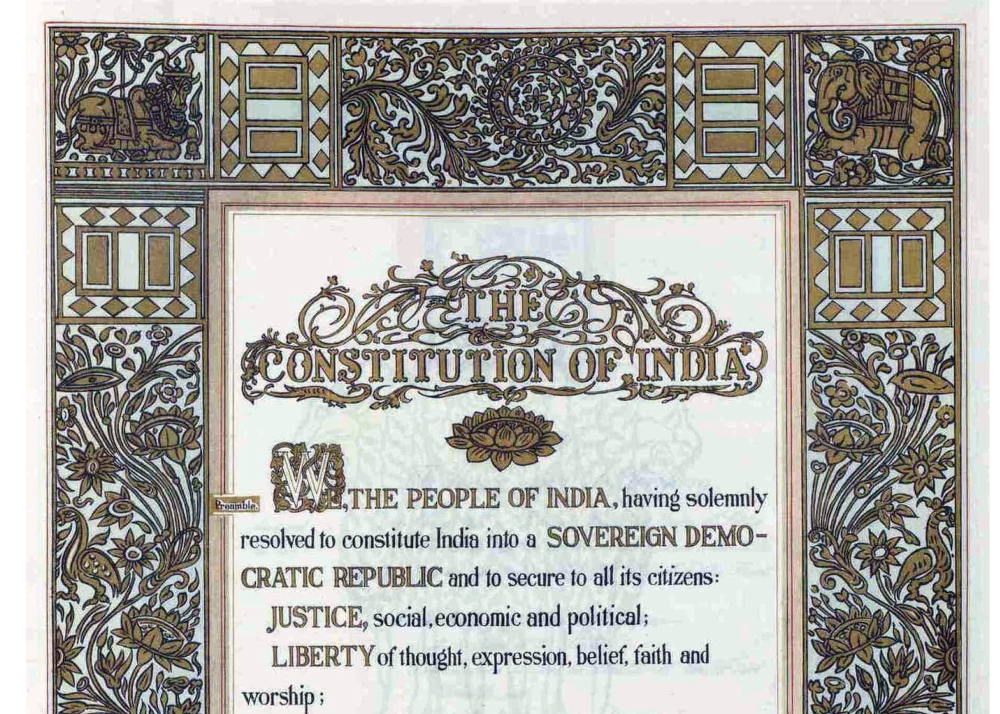 THE
CONSTITUTION OF INDIA
Preamble.
WE, THE PEOPLE OF INDIA, having solemnly
resolved to constitute India into a SOVEREIGN DEMO-
CRATIC REPUBLIC and to secure to all its citizens:
JUSTICE, social, economic and political;
LIBERTY of thought, expression, belief, faith and
worship;